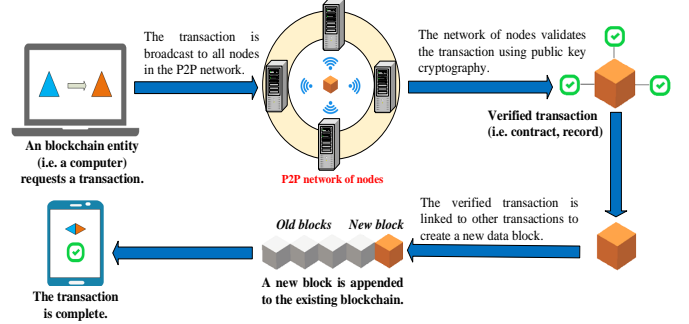 The transaction is
broadcast to all nodes
in the P2P network.
The network of nodes validates
the transaction using public key
cryptography.
An blockchain entity
(i.e. a computer)
requests a transaction.
P2P network of nodes
Verified transaction
(i.e. contract, record)
The verified transaction is
linked to other transactions to
create a new data block.
Old blocks
New block
A new block is appended
to the existing blockchain.
The transaction
is complete.